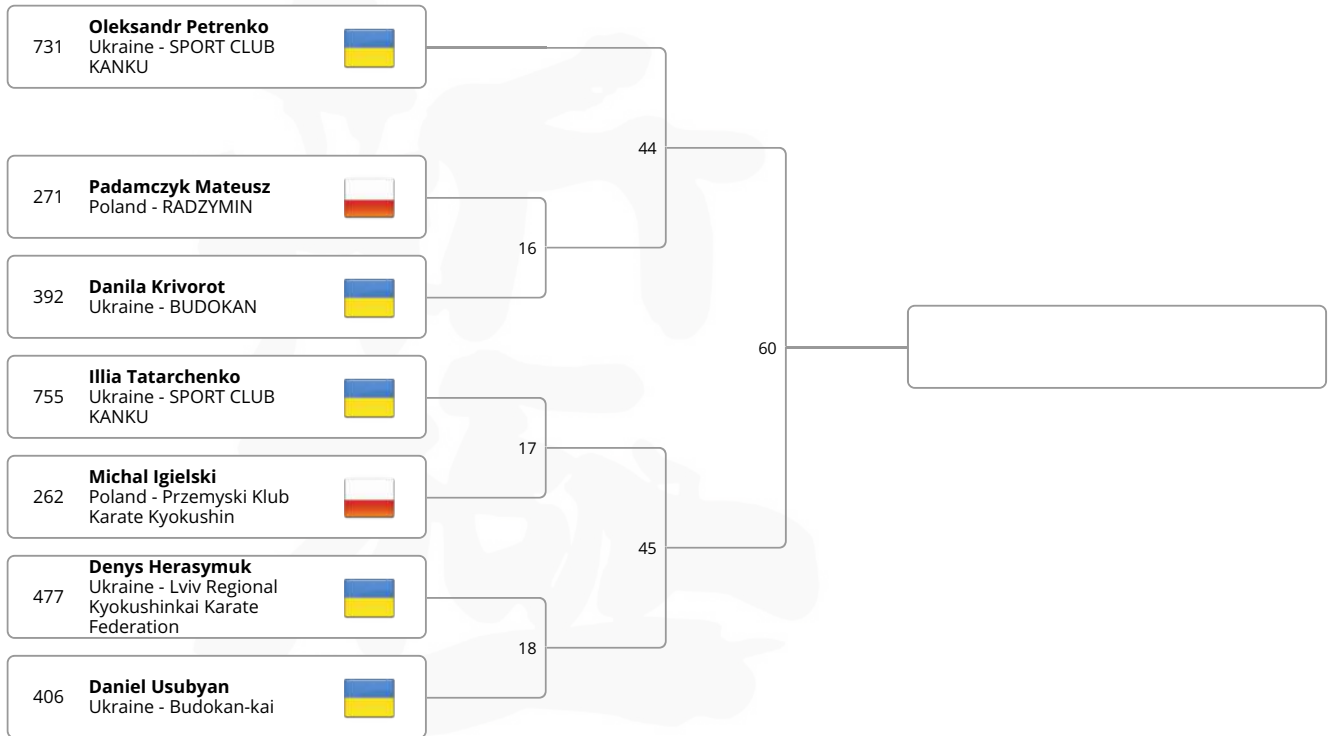 731
Oleksandr Petrenko
Ukraine - SPORT CLUB
KANKU
271
Padamczyk Mateusz
Poland - RADZYMIN
392
Danila Krivorot
Ukraine - BUDOKAN
755
Illia Tatarchenko
Ukraine - SPORT CLUB
KANKU
262
Michal Igielski
Poland - Przemyski Klub
Karate Kyokushin
477
Denys Herasymuk
Ukraine - Lviv Regional
Kyokushinkai Karate
Federation
406
Daniel Usubyan
Ukraine - Budokan-kai
16
17
18
44
45
60